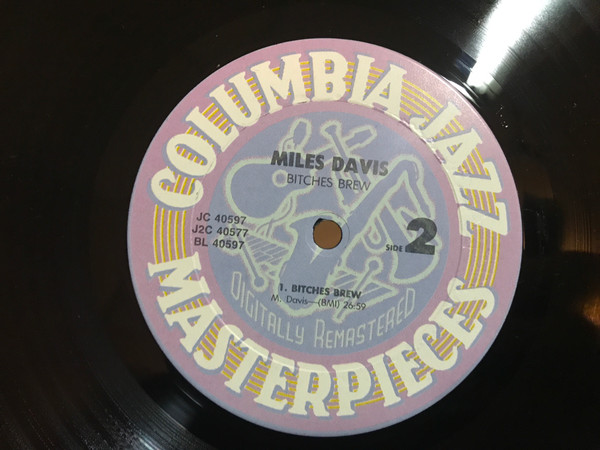 COLUMBIA JAZZ
MILES DAVIS
BITCHES BREW
JC 40597
J2C 40577
BL 40597
SIDE 2
1. BITCHES BREW
M. Davis—(BMI) 26:59
DIGITALLY REMASTERED
MASTERPIECES